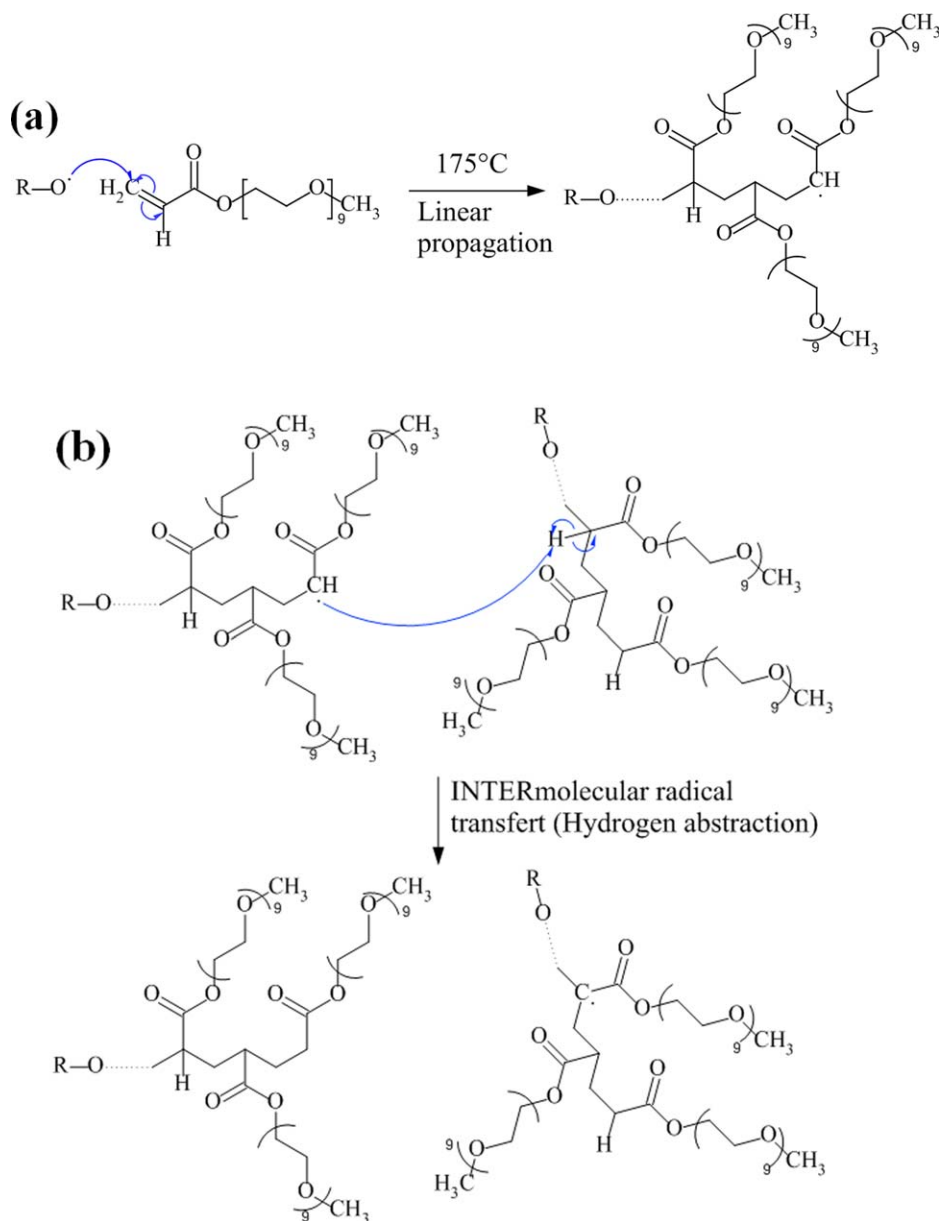 (a)
R–O·
H₂C
H
O
O
O
9
CH₃
175°C
Linear
propagation
R–O
H
O
O
O
9
CH₃
O
O
O
9
CH₃
CH
·
O
O
O
9
CH₃
(b)
R–O
H
O
O
O
9
CH₃
O
O
O
9
CH₃
CH
·
O
O
O
9
CH₃
R
O
H
O
O
O
9
CH₃
O
O
O
9
H₃C
H
O
O
O
9
CH₃
INTERmolecular radical
transfert (Hydrogen abstraction)
R–O
H
O
O
O
9
CH₃
O
O
O
9
CH₃
O
O
O
9
CH₃
R
O
C
·
O
O
O
9
CH₃
O
O
O
9
H₃C
H
O
O
O
9
CH₃